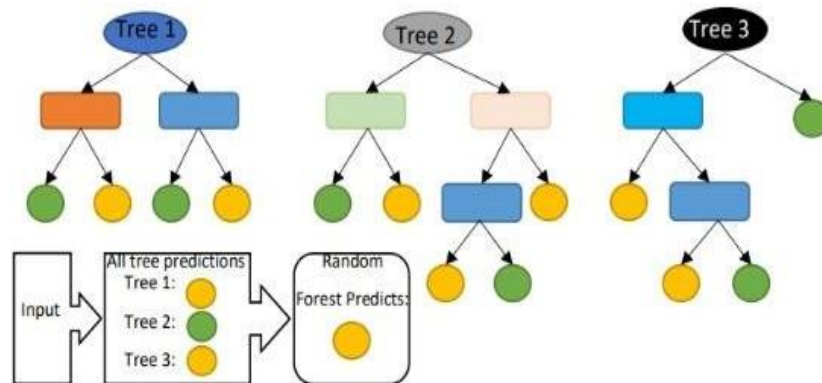 Tree 1
Tree 2
Tree 3
Input
All tree predictions
Tree 1:
Tree 2:
Tree 3:
Random
Forest Predicts: